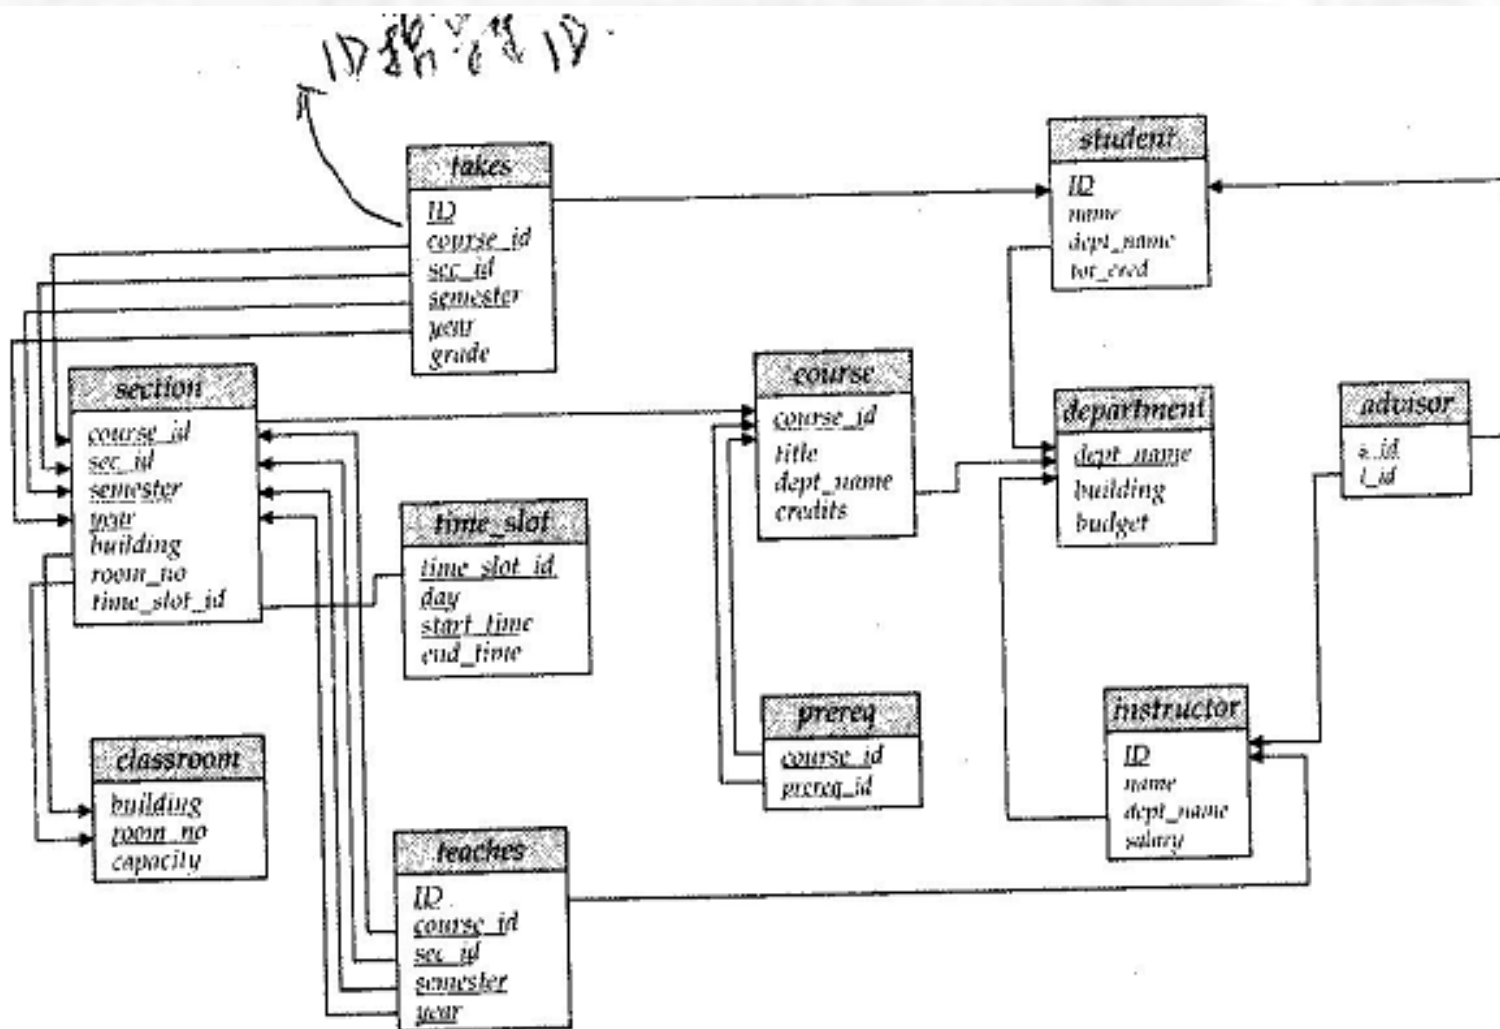 ID ID.
takes
ID
course_id
sec_id
semester
year
grade
student
ID
name
dept_name
tot_cred
section
course_id
sec_id
semester
year
building
room_no
time_slot_id
time_slot
time_slot_id
day
start_time
end_time
course
course_id
title
dept_name
credits
department
dept_name
building
budget
advisor
s_id
i_id
classroom
building
room_no
capacity
prereq
course_id
prereq_id
instructor
ID
name
dept_name
salary
teaches
ID
course_id
sec_id
semester
year